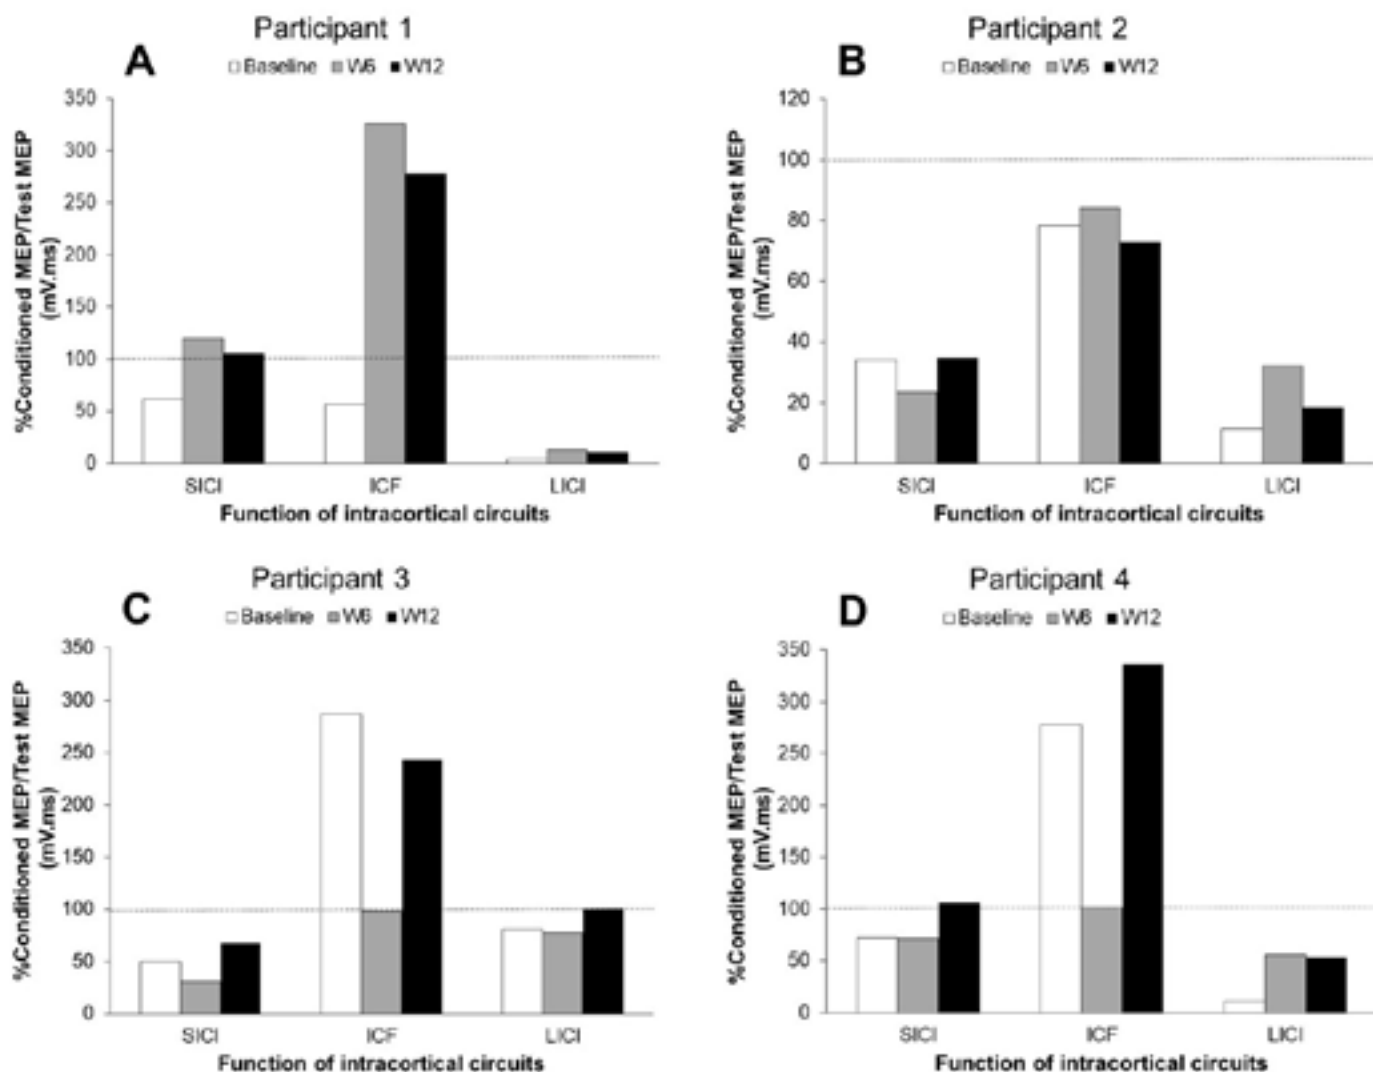 Participant 1
A
Baseline W6 W12
%Conditioned MEP/Test MEP
(mV.ms)
350
300
250
200
150
100
50
0
SICI ICF LICI
Function of intracortical circuits
Participant 2
B
Baseline W6 W12
%Conditioned MEP/Test MEP
(mV.ms)
120
100
80
60
40
20
0
SICI ICF LICI
Function of intracortical circuits
Participant 3
C
Baseline W6 W12
%Conditioned MEP/Test MEP
(mV.ms)
350
300
250
200
150
100
50
0
SICI ICF LICI
Function of intracortical circuits
Participant 4
D
Baseline W6 W12
%Conditioned MEP/Test MEP
(mV.ms)
350
300
250
200
150
100
50
0
SICI ICF LICI
Function of intracortical circuits